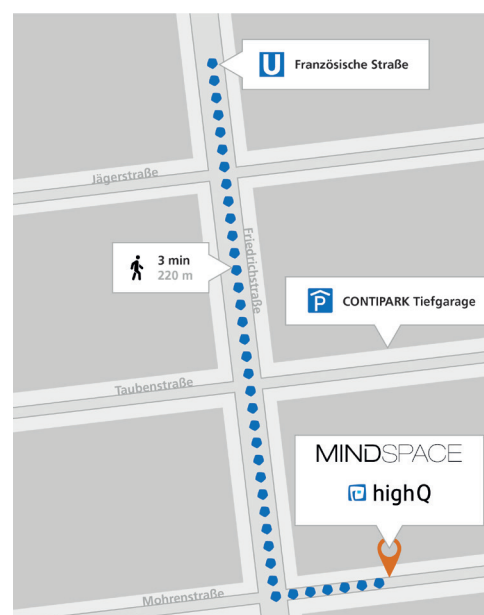 U Französische Straße
Jägerstraße
Friedrichstraße
3 min
220 m
P CONTIPARK Tiefgarage
Taubenstraße
MINDSPACE
highQ
Mohrenstraße